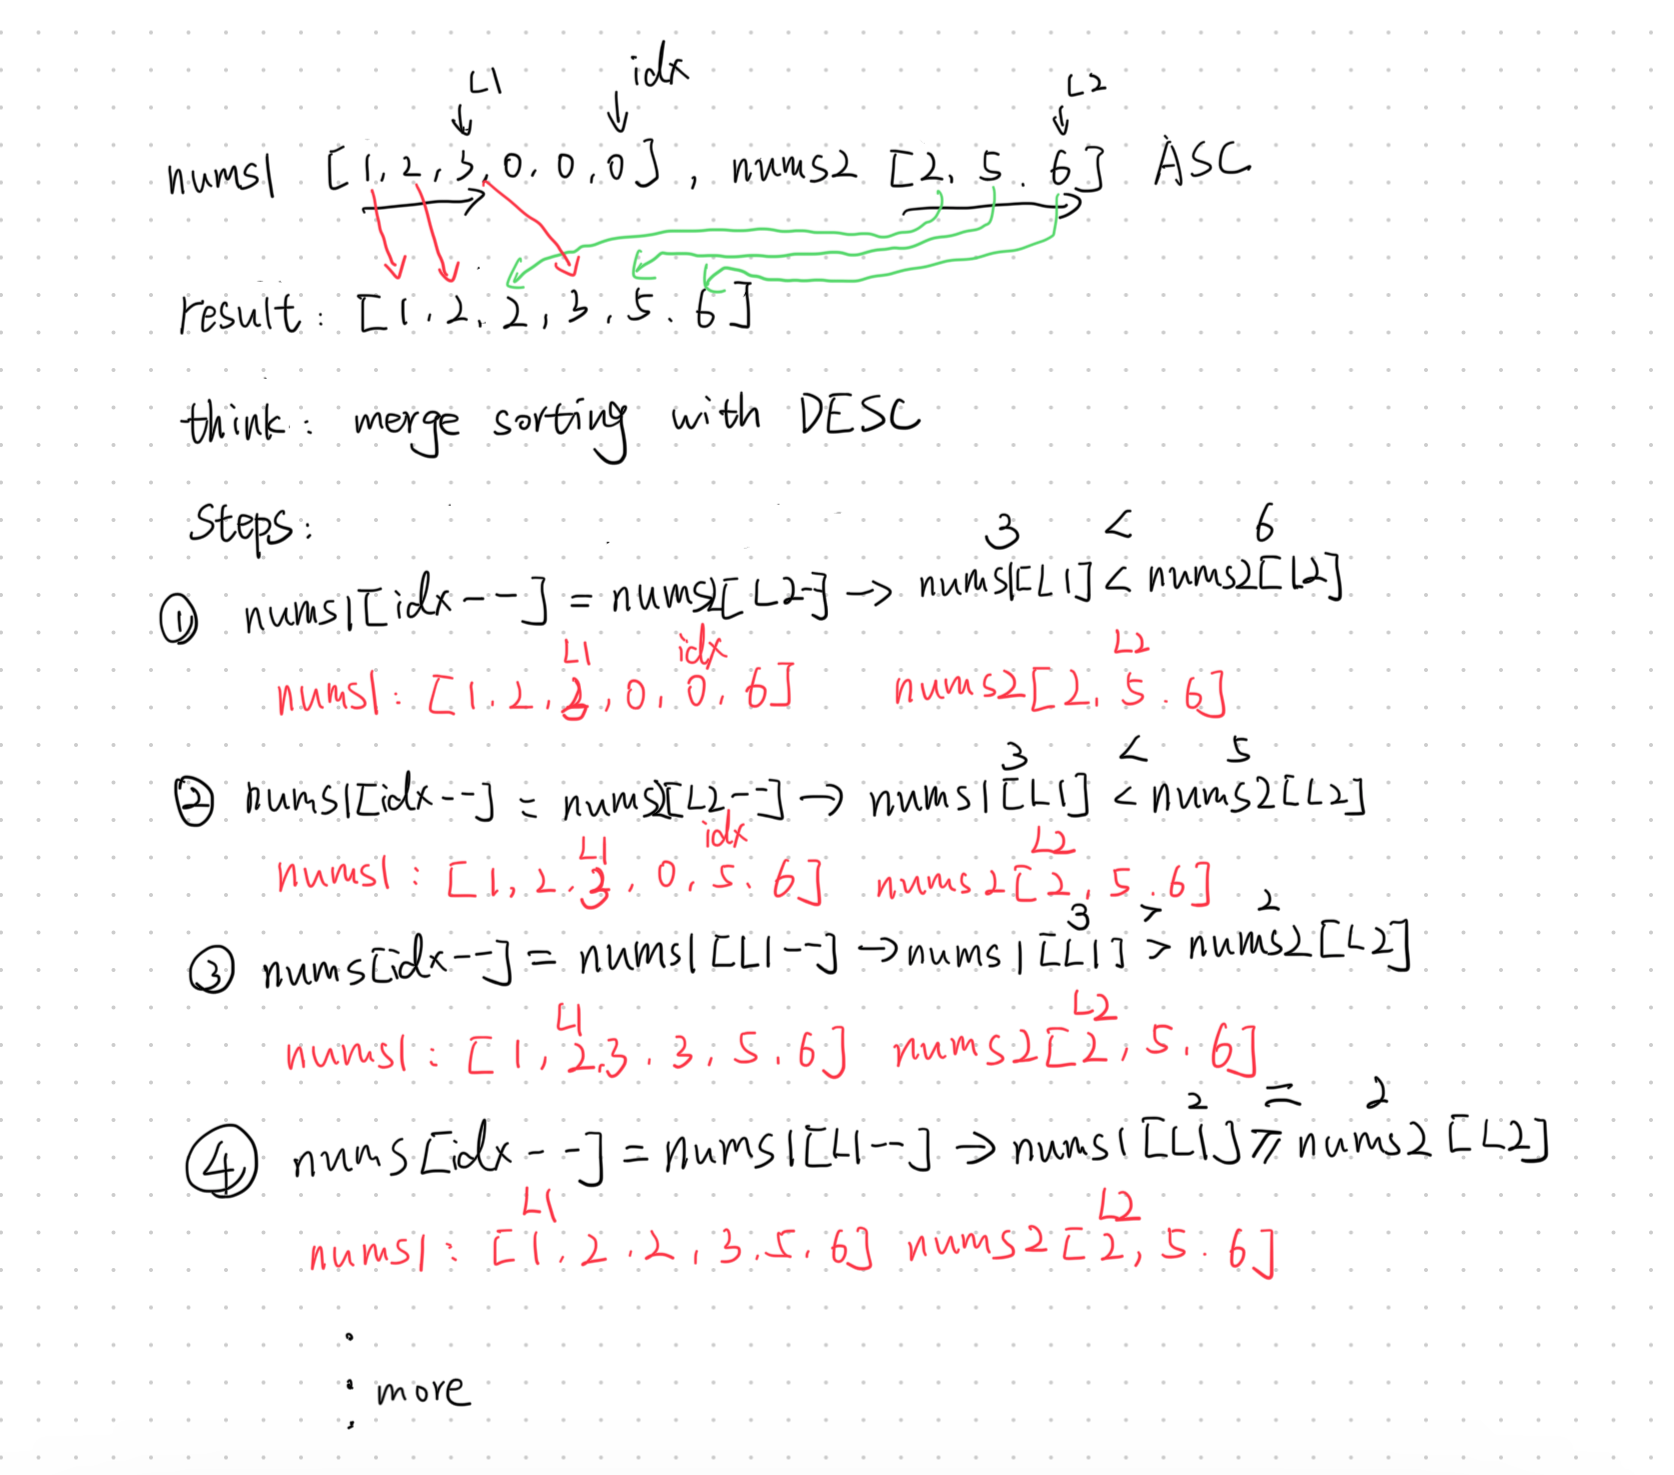 L1 idx L2
nums1 [1, 2, 3, 0, 0, 0], nums2 [2, 5. 6] ASC
result: [1, 2, 2, 3, 5. 6]
think: merge sorting with DESC
Steps:
3 < 6
① nums1[idx--] = nums2[L2-] → nums1[L1] < nums2[L2]
L1 idx L2
nums1: [1, 2, 3, 0, 0, 6] nums2[2, 5. 6]
3 < 5
② nums1[idx--] = nums2[L2--] → nums1[L1] < nums2[L2]
L1 idx L2
nums1: [1, 2, 3, 0, 5. 6] nums2[2, 5. 6]
3 > 2
③ nums[idx--] = nums1[L1--] → nums1[L1] > nums2[L2]
L1 L2
nums1: [1, 2,3. 3, 5. 6] nums2[2, 5. 6]
2 = 2
④ nums[idx--] = nums1[L1--] → nums1[L1] ≥ nums2[L2]
L1 L2
nums1: [1. 2. 2, 3. 5. 6] nums2[2, 5. 6]
more